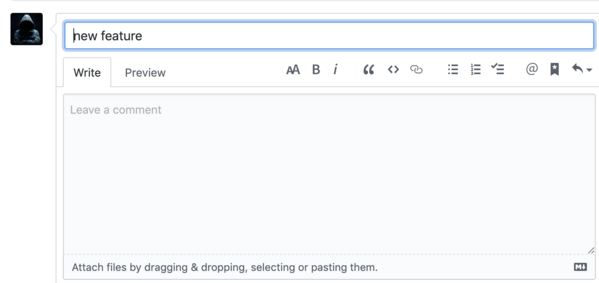 new feature
Write Preview AA B i
Leave a comment
Attach files by dragging & dropping, selecting or pasting them. M↓